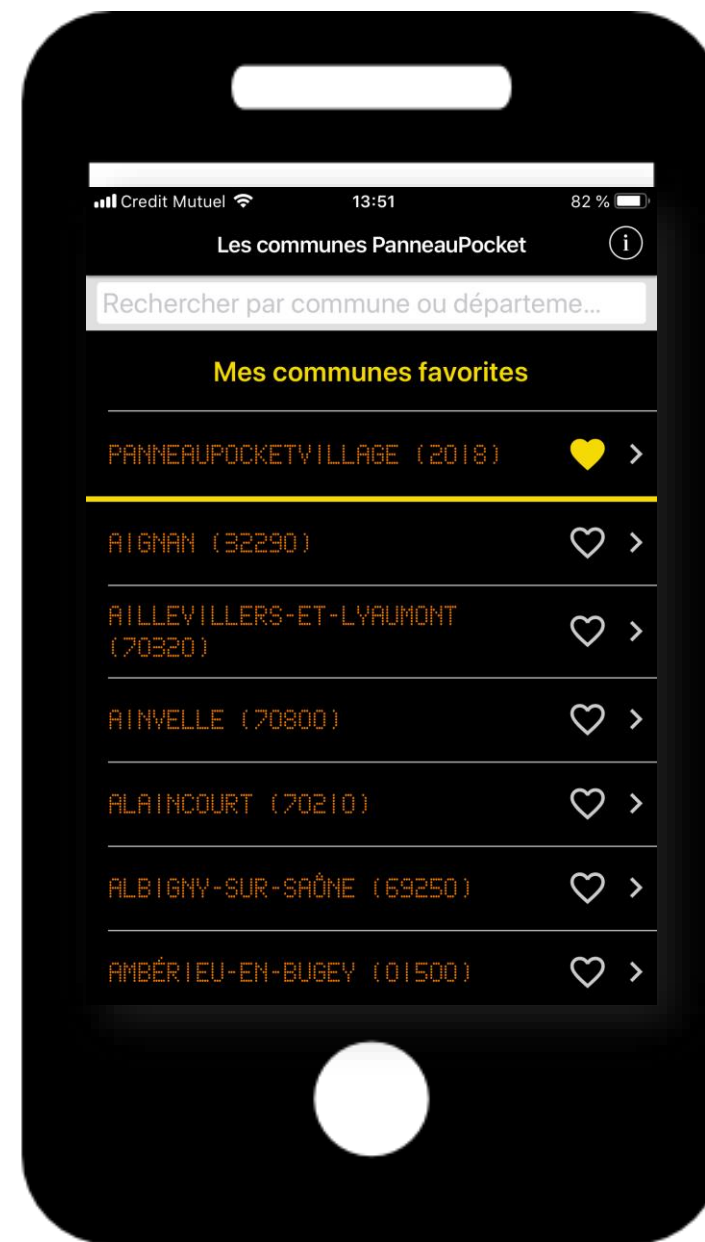 Credit Mutuel 13:51 82 %
Les communes PanneauPocket i
Rechercher par commune ou départeme...
Mes communes favorites
PANNEAUPOCKETVILLAGE (2018)
AIGNAN (32290)
AILLEVILLERS-ET-LYAUMONT
(70320)
AINVELLE (70800)
ALAINCOURT (70210)
ALBIGNY-SUR-SAÔNE (69250)
AMBÉRIEU-EN-BUGEY (01500)